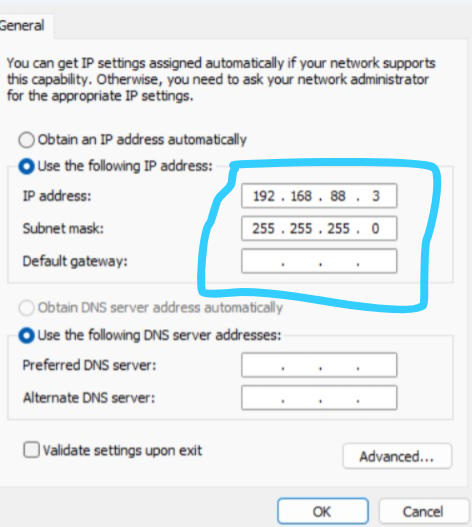 General
You can get IP settings assigned automatically if your network supports
this capability. Otherwise, you need to ask your network administrator
for the appropriate IP settings.
Obtain an IP address automatically
Use the following IP address:
IP address: 192 . 168 . 88 . 3
Subnet mask: 255 . 255 . 255 . 0
Default gateway: . . .
Obtain DNS server address automatically
Use the following DNS server addresses:
Preferred DNS server: . . .
Alternate DNS server: . . .
Validate settings upon exit
Advanced...
OK Cancel